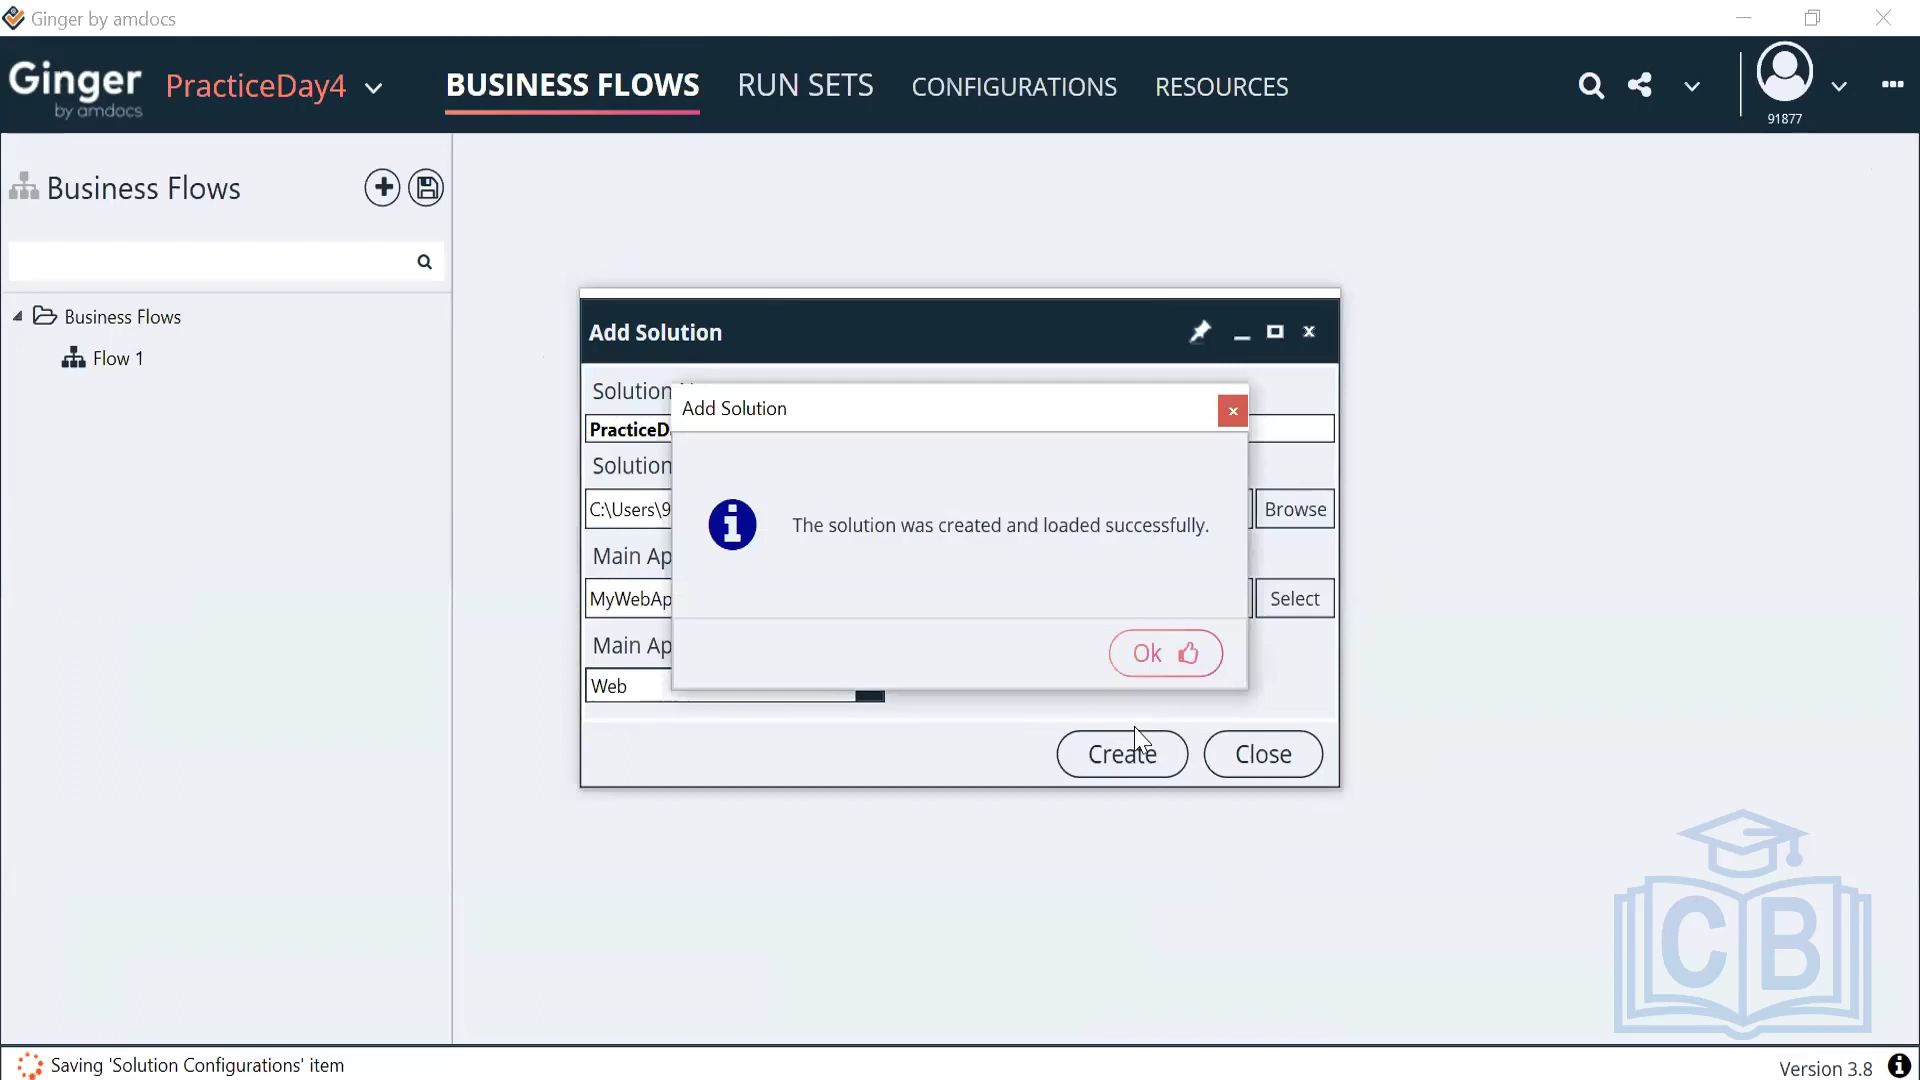 Ginger by amdocs
Ginger
by amdocs
PracticeDay4
BUSINESS FLOWS
RUN SETS
CONFIGURATIONS
RESOURCES
91877
Business Flows
Business Flows
Flow 1
Add Solution
Solution
PracticeD
Solution
C:\Users\9
Browse
Main Ap
MyWebAp
Select
Main Ap
Web
Add Solution
x
The solution was created and loaded successfully.
Ok
Create
Close
CB
Saving 'Solution Configurations' item
Version 3.8